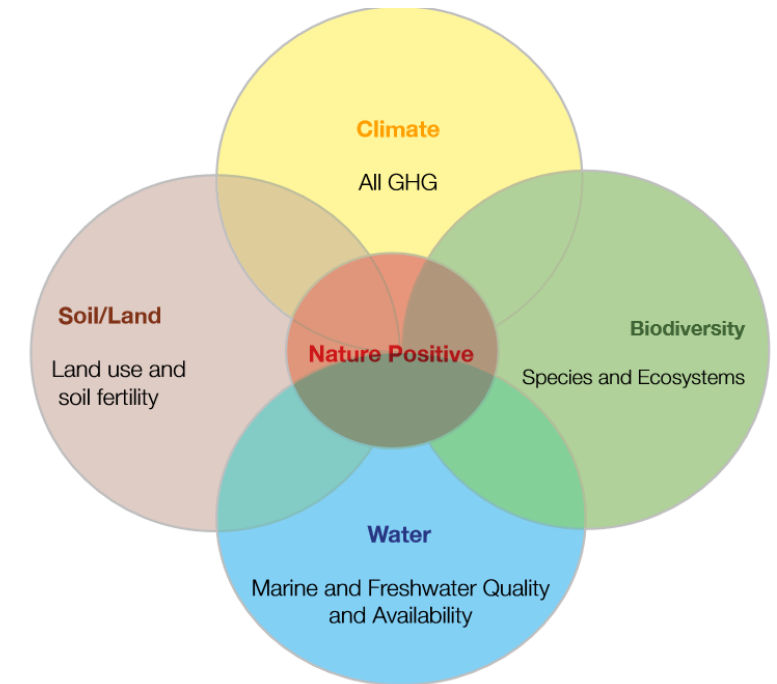 Climate
All GHG
Soil/Land
Land use and
soil fertility
Biodiversity
Species and Ecosystems
Nature Positive
Water
Marine and Freshwater Quality
and Availability